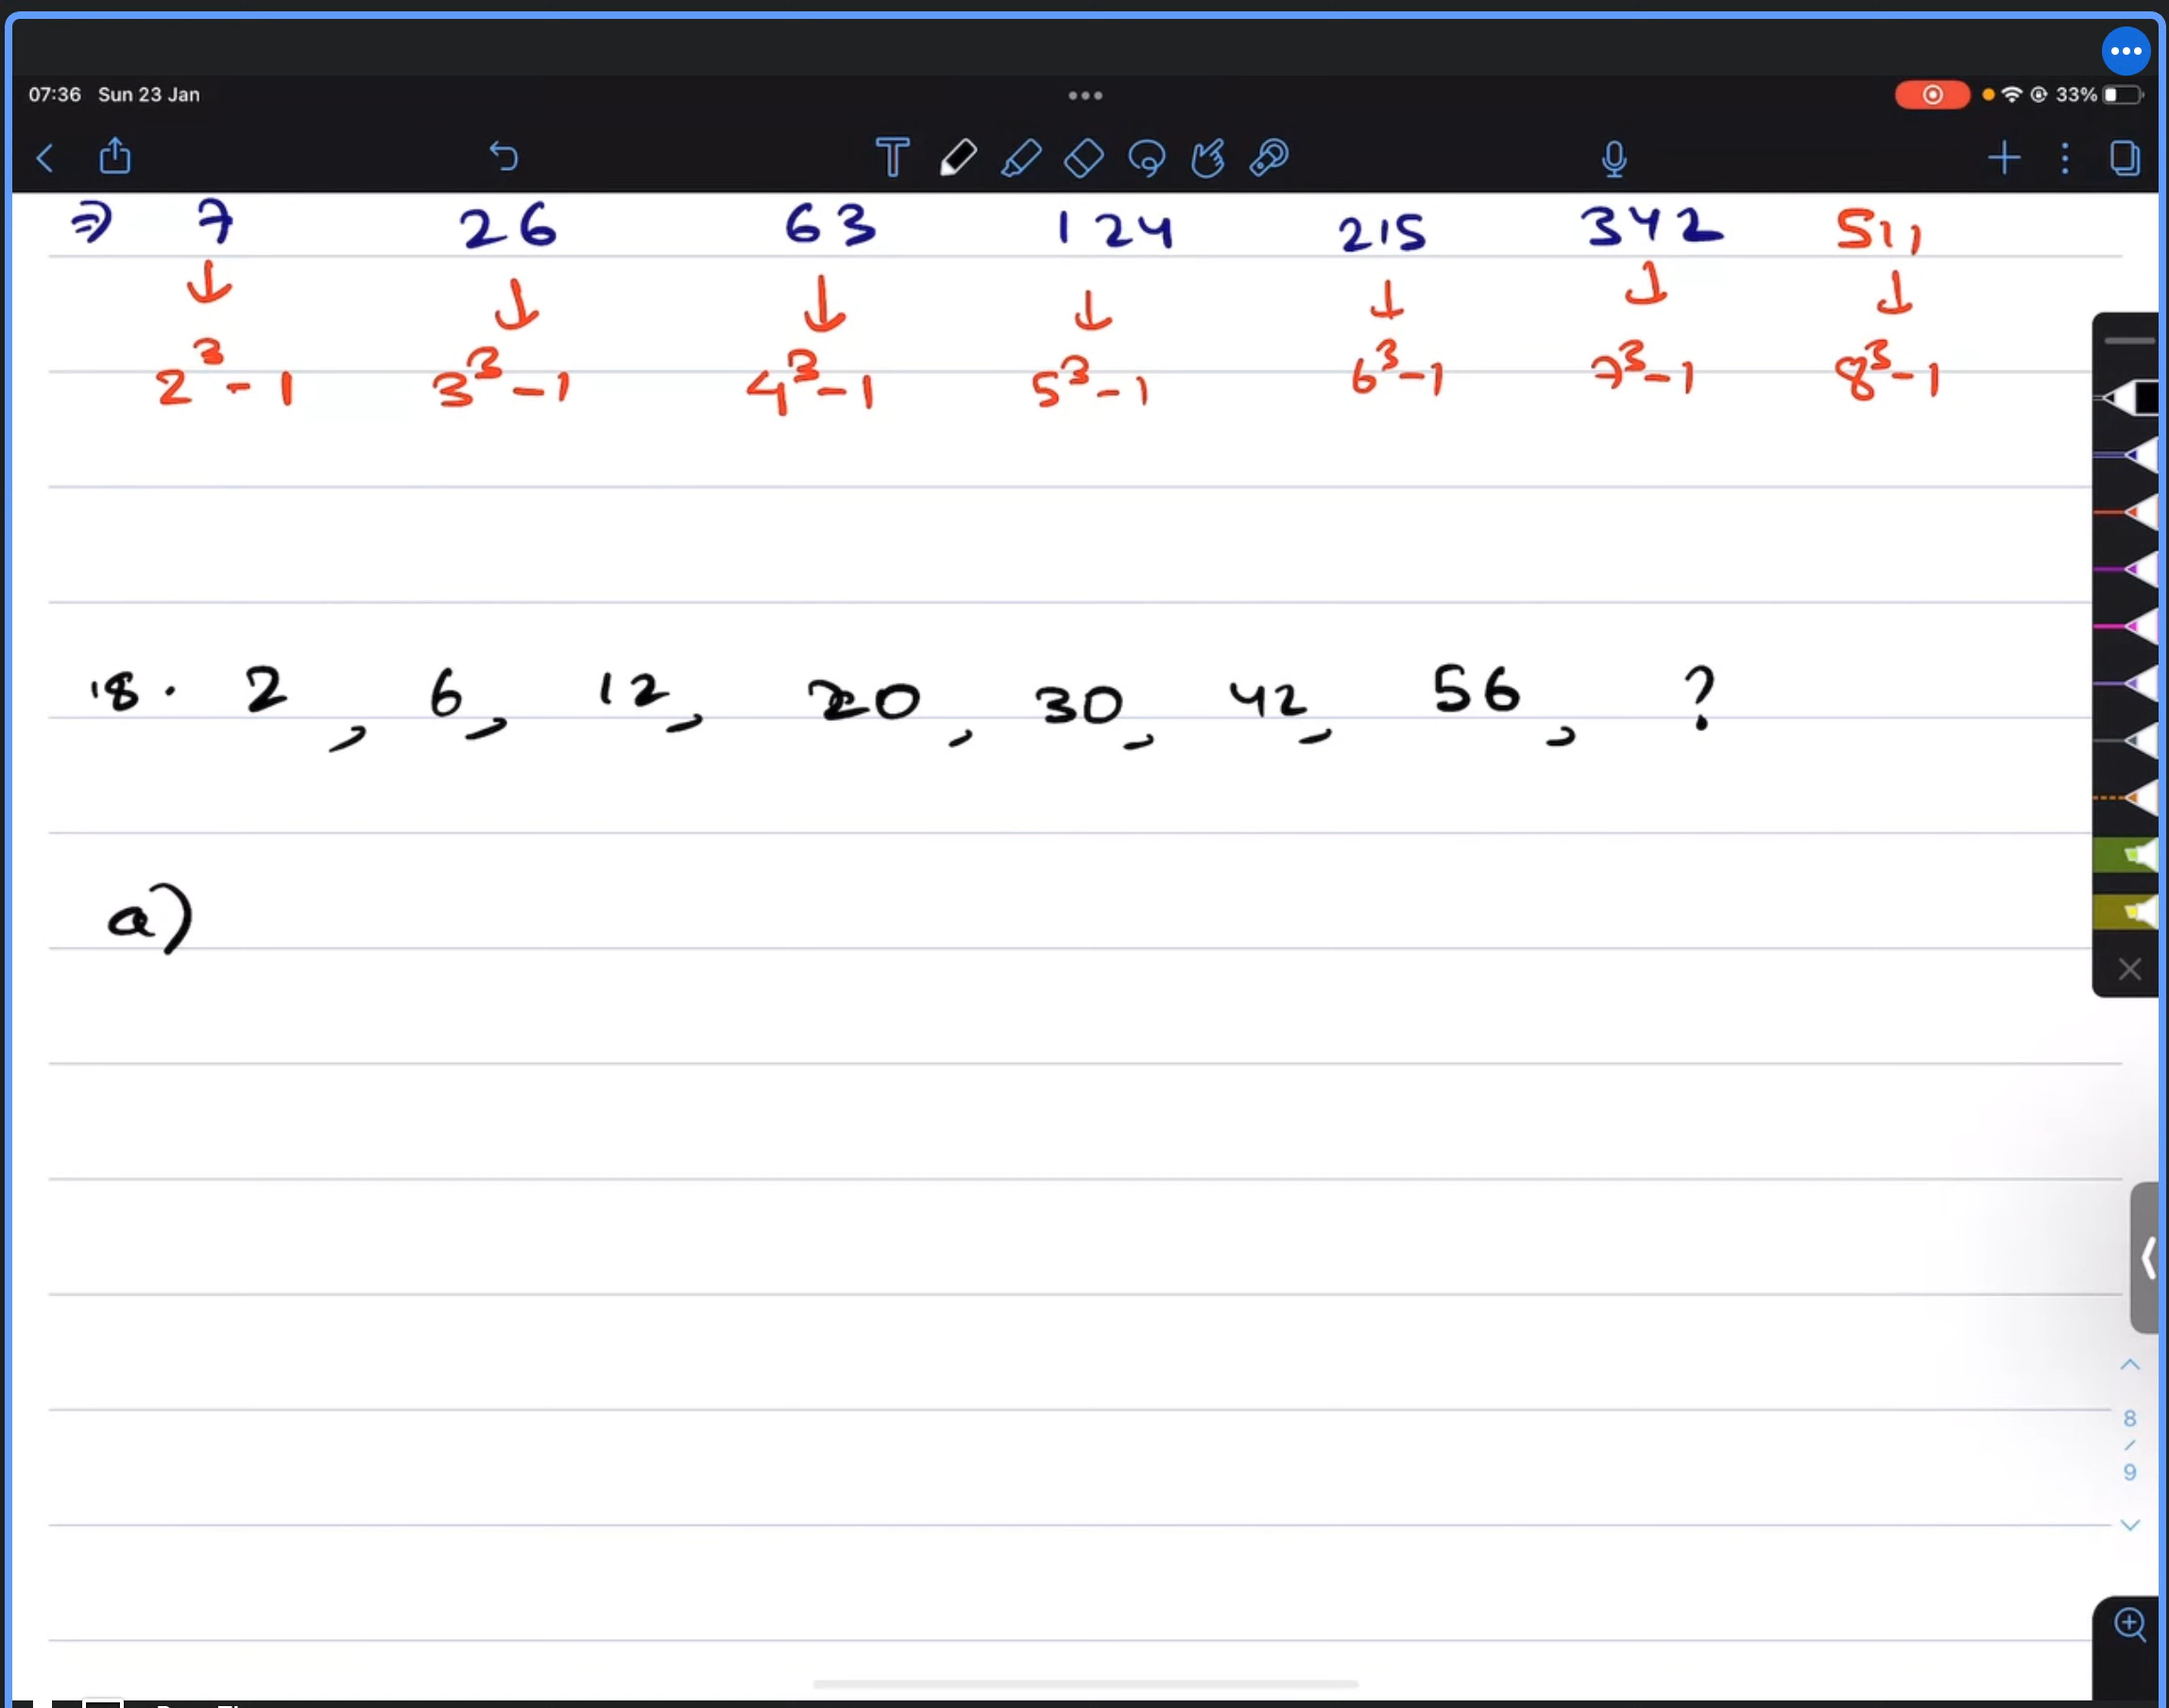 07:36 Sun 23 Jan 33%
⇒ 7 26 63 124 215 342 511
↓ ↓ ↓ ↓ ↓ ↓ ↓
2³-1 3³-1 4³-1 5³-1 6³-1 7³-1 8³-1
18. 2, 6, 12, 20, 30, 42, 56, ?
a)
8
/
9